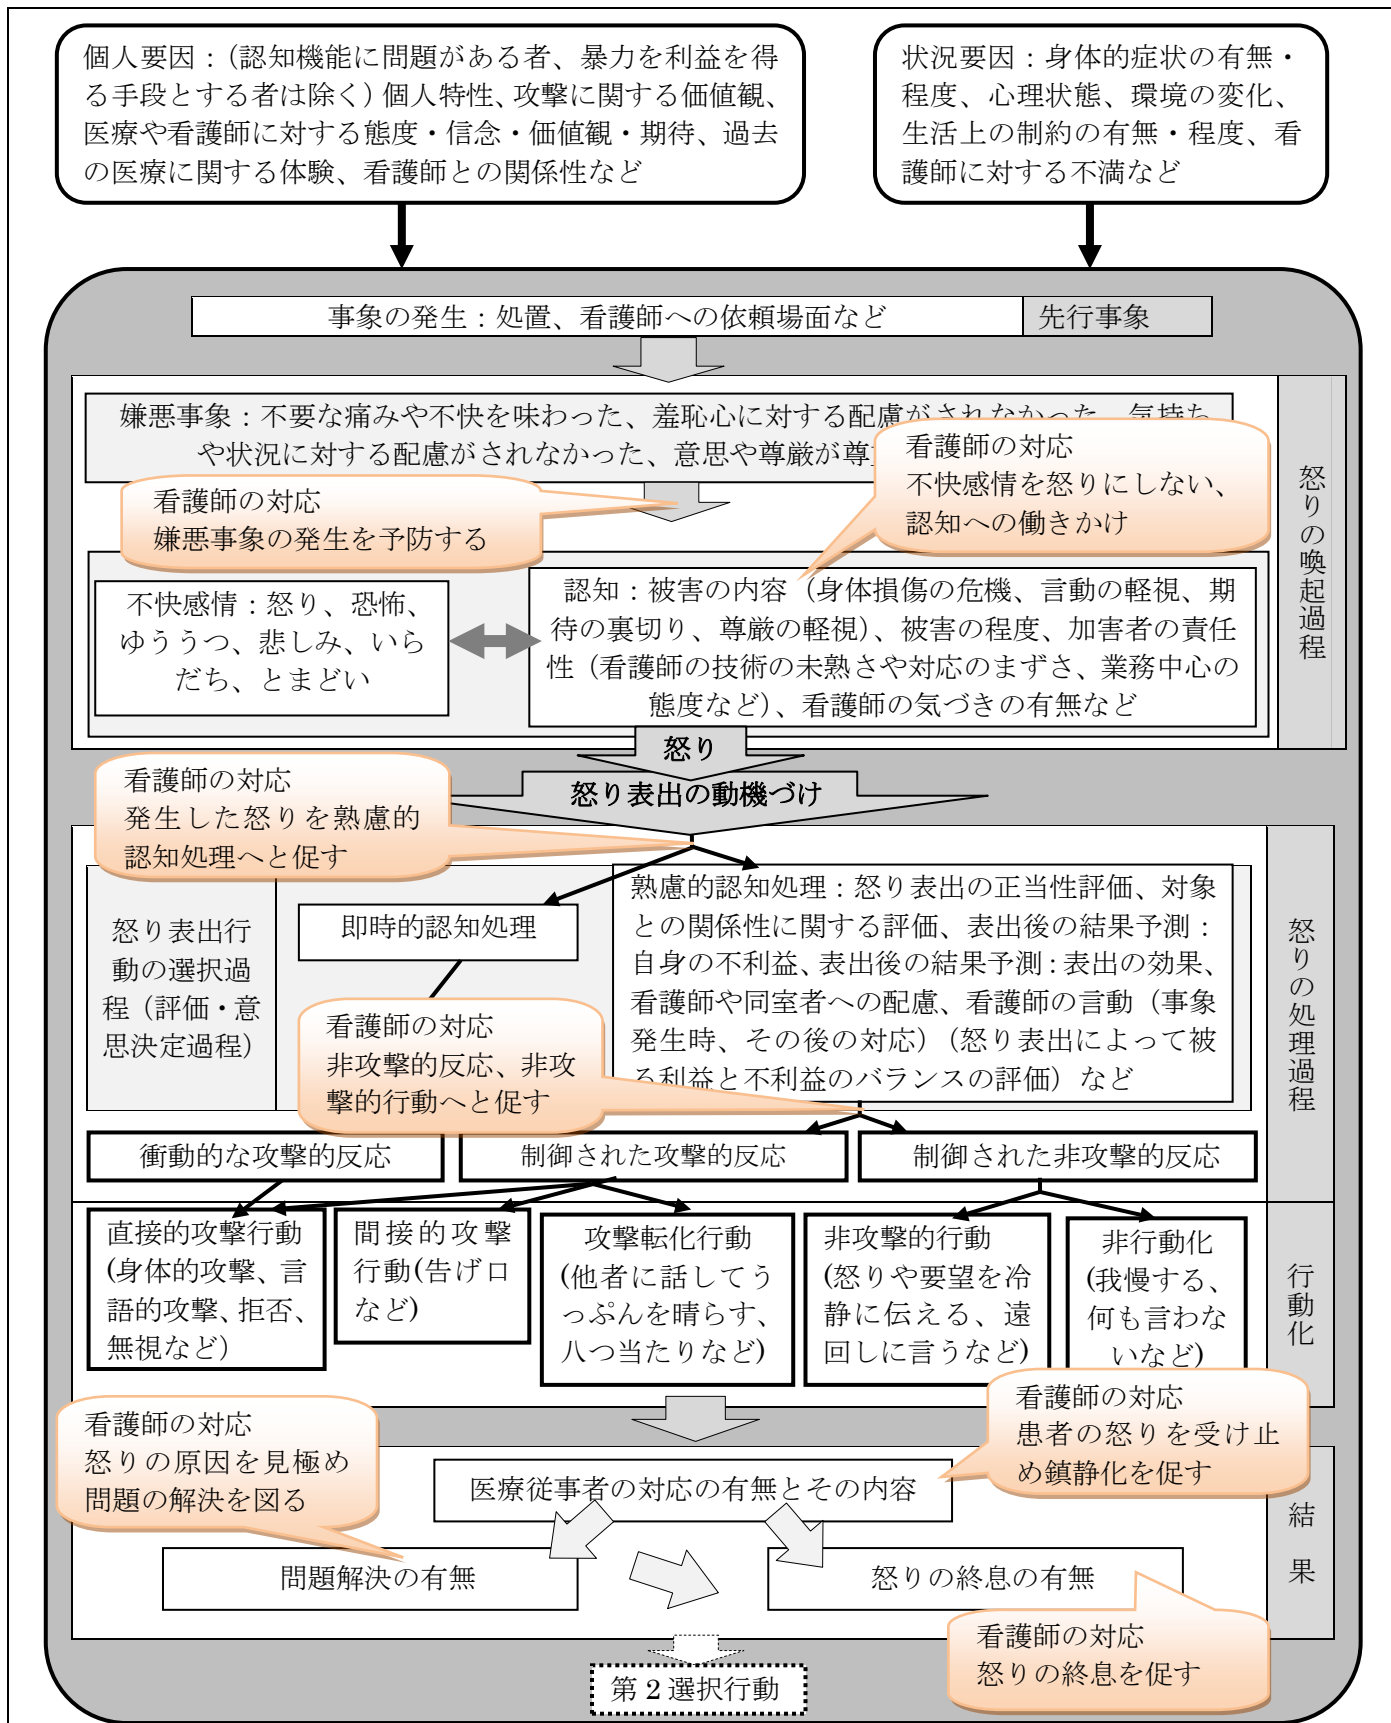 個人要因：(認知機能に問題がある者、暴力を利益を得
る手段とする者は除く) 個人特性、攻撃に関する価値観、
医療や看護師に対する態度・信念・価値観・期待、過去
の医療に関する体験、看護師との関係性など
状況要因：身体的症状の有無・
程度、心理状態、環境の変化、
生活上の制約の有無・程度、看
護師に対する不満など
事象の発生：処置、看護師への依頼場面など
先行事象
嫌悪事象：不要な痛みや不快を味わった、羞恥心に対する配慮がされなかった、気持ち
や状況に対する配慮がされなかった、意思や尊厳が尊
看護師の対応
不快感情を怒りにしない、
認知への働きかけ
看護師の対応
嫌悪事象の発生を予防する
怒りの喚起過程
不快感情：怒り、恐怖、
ゆううつ、悲しみ、いら
だち、とまどい
認知：被害の内容（身体損傷の危機、言動の軽視、期
待の裏切り、尊厳の軽視）、被害の程度、加害者の責任
性（看護師の技術の未熟さや対応のまずさ、業務中心の
態度など）、看護師の気づきの有無など
怒り
怒り表出の動機づけ
看護師の対応
発生した怒りを熟慮的
認知処理へと促す
怒り表出行
動の選択過
程（評価・意
思決定過程）
即時的認知処理
熟慮的認知処理：怒り表出の正当性評価、対象
との関係性に関する評価、表出後の結果予測：
自身の不利益、表出後の結果予測：表出の効果、
看護師や同室者への配慮、看護師の言動（事象
発生時、その後の対応）（怒り表出によって被
る利益と不利益のバランスの評価）など
怒りの処理過程
看護師の対応
非攻撃的反応、非攻
撃的行動へと促す
衝動的な攻撃的反応
制御された攻撃的反応
制御された非攻撃的反応
直接的攻撃行動
(身体的攻撃、言
語的攻撃、拒否、
無視など）
間接的攻撃
行動(告げ口
など)
攻撃転化行動
(他者に話してう
っぷんを晴らす、
八つ当たりなど)
非攻撃的行動
(怒りや要望を冷
静に伝える、遠
回しに言うなど)
非行動化
(我慢する、
何も言わな
いなど)
行動化
看護師の対応
怒りの原因を見極め
問題の解決を図る
看護師の対応
患者の怒りを受け止
め鎮静化を促す
医療従事者の対応の有無とその内容
結果
問題解決の有無
怒りの終息の有無
看護師の対応
怒りの終息を促す
第 2 選択行動